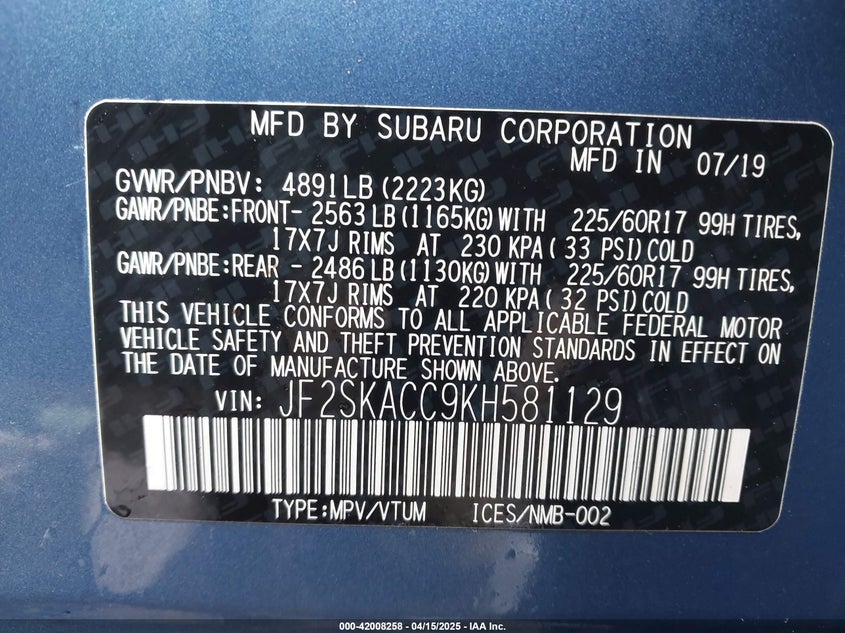 MFD BY SUBARU CORPORATION
MFD IN 07/19
GVWR/PNBV: 4891LB (2223KG)
GAWR/PNBE:FRONT- 2563 LB (1165KG) WITH 225/60R17 99H TIRES,
17X7J RIMS AT 230 KPA ( 33 PSI) COLD
GAWR/PNBE:REAR - 2486 LB (1130KG) WITH 225/60R17 99H TIRES,
17X7J RIMS AT 220 KPA ( 32 PSI) COLD
THIS VEHICLE CONFORMS TO ALL APPLICABLE FEDERAL MOTOR
VEHICLE SAFETY AND THEFT PREVENTION STANDARDS IN EFFECT ON
THE DATE OF MANUFACTURE SHOWN ABOVE.
VIN: JF2SKACC9KH581129
TYPE:MPV/VTUM ICES/NMB-002
000-42008258 - 04/15/2025 - IAA Inc.